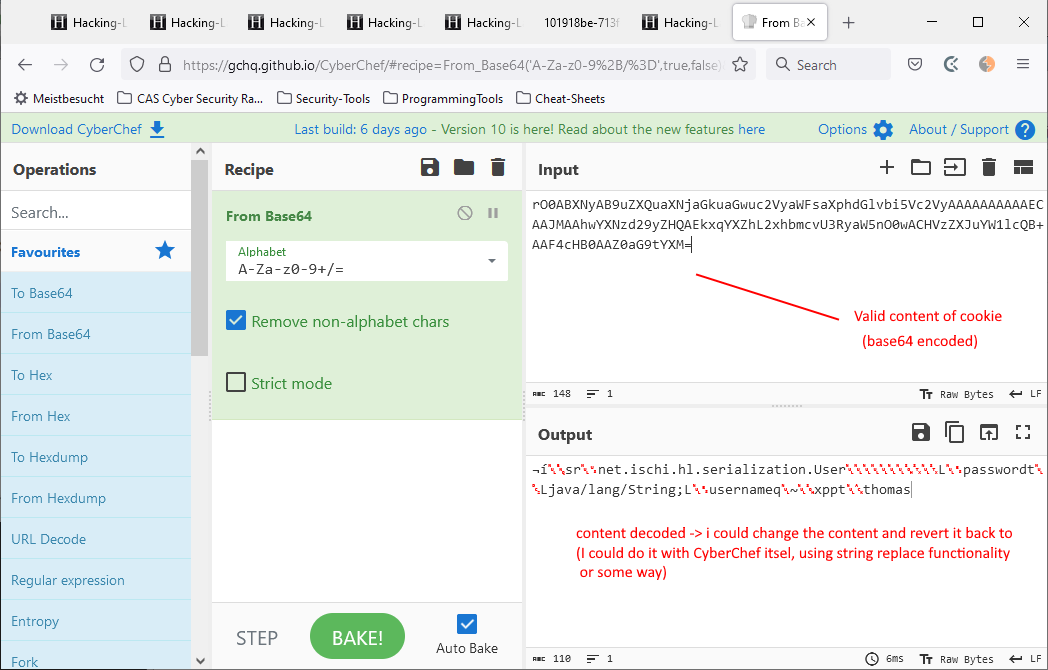 Hacking-L
Hacking-L
Hacking-L
Hacking-L
Hacking-L
101918be-713f
Hacking-L
From Ba
https://gchq.github.io/CyberChef/#recipe=From_Base64('A-Za-z0-9%2B/%3D',true,false)
Search
Meistbesucht
CAS Cyber Security Ra...
Security-Tools
ProgrammingTools
Cheat-Sheets
Download CyberChef
Last build: 6 days ago - Version 10 is here! Read about the new features here
Options
About / Support
Operations
Recipe
Input
Search...
Favourites
To Base64
From Base64
To Hex
From Hex
To Hexdump
From Hexdump
URL Decode
Regular expression
Entropy
Fork
From Base64
Alphabet
A-Za-z0-9+/=
Remove non-alphabet chars
Strict mode
STEP
BAKE!
Auto Bake
rO0ABXNyAB9uZXQuaXNjaGkuaGwuc2VyaWFsaXphdGlvbi5Vc2VyAAAAAAAAAAECAAJMAAhwYXNzd29yZHQAEkxqYXZhL2xhbmcvU3RyaW5nO0wACHVzZXJuYW1lcQB+
AAF4cHB0AAZ0aG9tYXM=
Valid content of cookie
(base64 encoded)
148
1
Raw Bytes
LF
Output
¬í sr net.ischi.hl.serialization.User L passwordt
Ljava/lang/String;L usernameq ~ xppt thomas
content decoded -> i could change the content and revert it back to
(I could do it with CyberChef itsel, using string replace functionality
or some way)
110
1
6ms
Raw Bytes
LF